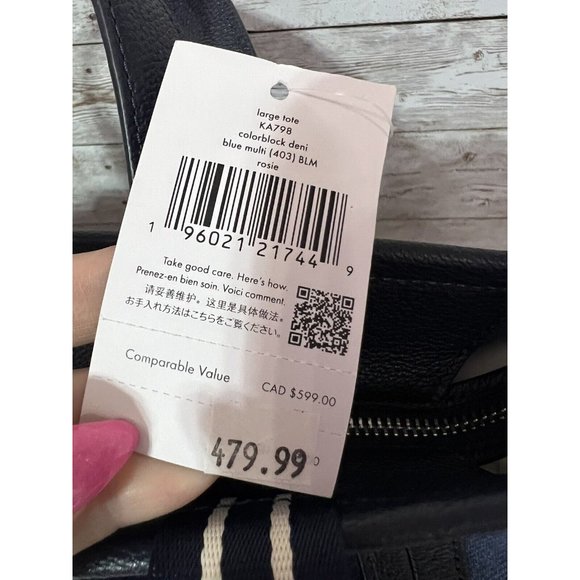 large tote
KA798
colorblock deni
blue multi (403) BLM
rosie
1 96021 21744 9
Take good care. Here's how.
Prenez-en bien soin. Voici comment.
请妥善维护。这里是具体做法。
お手入れ方法はこちらをご覧ください。
Comparable Value CAD $599.00
479.99